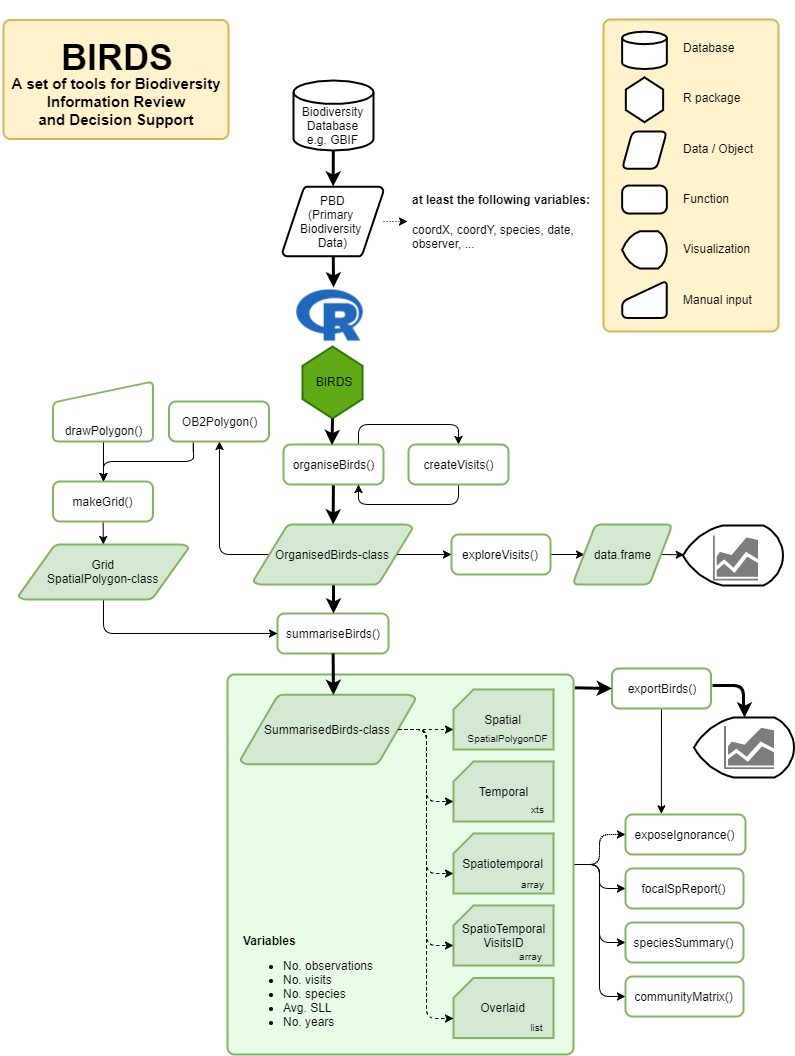 BIRDS
A set of tools for Biodiversity
Information Review
and Decision Support
Database
R package
Data / Object
Function
Visualization
Manual input
Biodiversity
Database
e.g. GBIF
PBD
(Primary
Biodiversity
Data)
at least the following variables:
coordX, coordY, species, date,
observer, ...
R
BIRDS
drawPolygon()
OB2Polygon()
organiseBirds()
createVisits()
makeGrid()
Grid
SpatialPolygon-class
OrganisedBirds-class
exploreVisits()
data.frame
summariseBirds()
SummarisedBirds-class
Spatial
SpatialPolygonDF
Temporal
xts
Spatiotemporal
array
SpatioTemporal
VisitsID
array
Overlaid
list
Variables
• No. observations
• No. visits
• No. species
• Avg. SLL
• No. years
exportBirds()
exposeIgnorance()
focalSpReport()
speciesSummary()
communityMatrix()